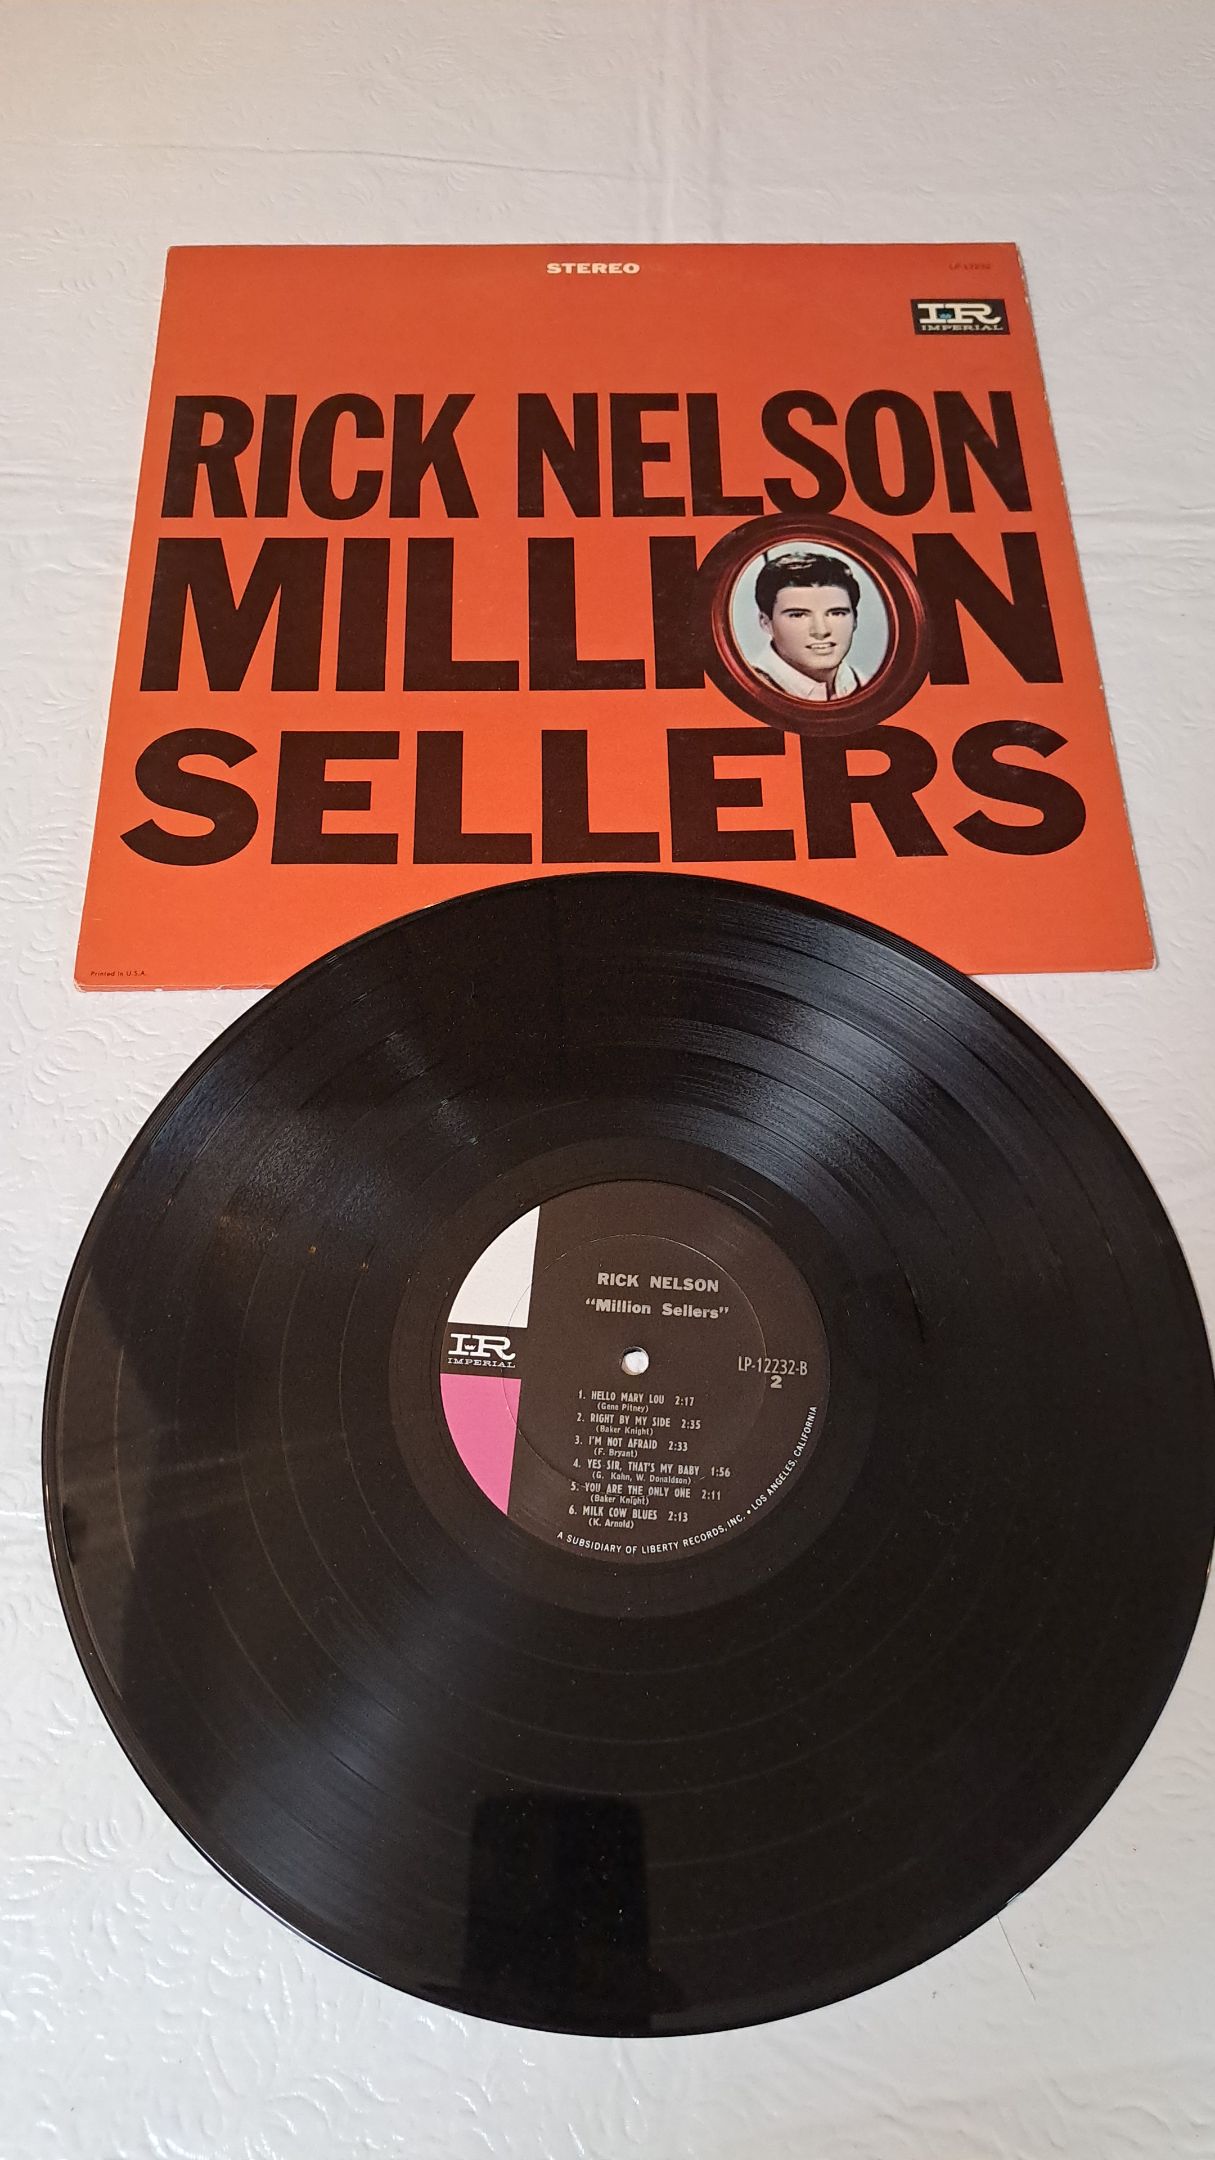 STEREO
LP-12232
IR
IMPERIAL
RICK NELSON
MILLION
SELLERS
Printed in U.S.A.
RICK NELSON
"Million Sellers"
IR
IMPERIAL
LP-12232-B
2
1. HELLO MARY LOU 2:17
(Gene Pitney)
2. RIGHT BY MY SIDE 2:35
(Baker Knight)
3. I'M NOT AFRAID 2:33
(F. Bryant)
4. YES SIR, THAT'S MY BABY 1:56
(G. Kahn, W. Donaldson)
5. YOU ARE THE ONLY ONE 2:11
(Baker Knight)
6. MILK COW BLUES 2:13
(K. Arnold)
A SUBSIDIARY OF LIBERTY RECORDS, INC. • LOS ANGELES, CALIFORNIA